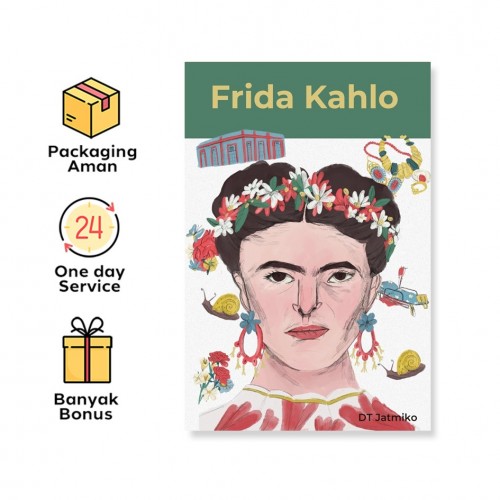 Packaging
Aman
24
One day
Service
Banyak
Bonus
Frida Kahlo
DT Jatmiko